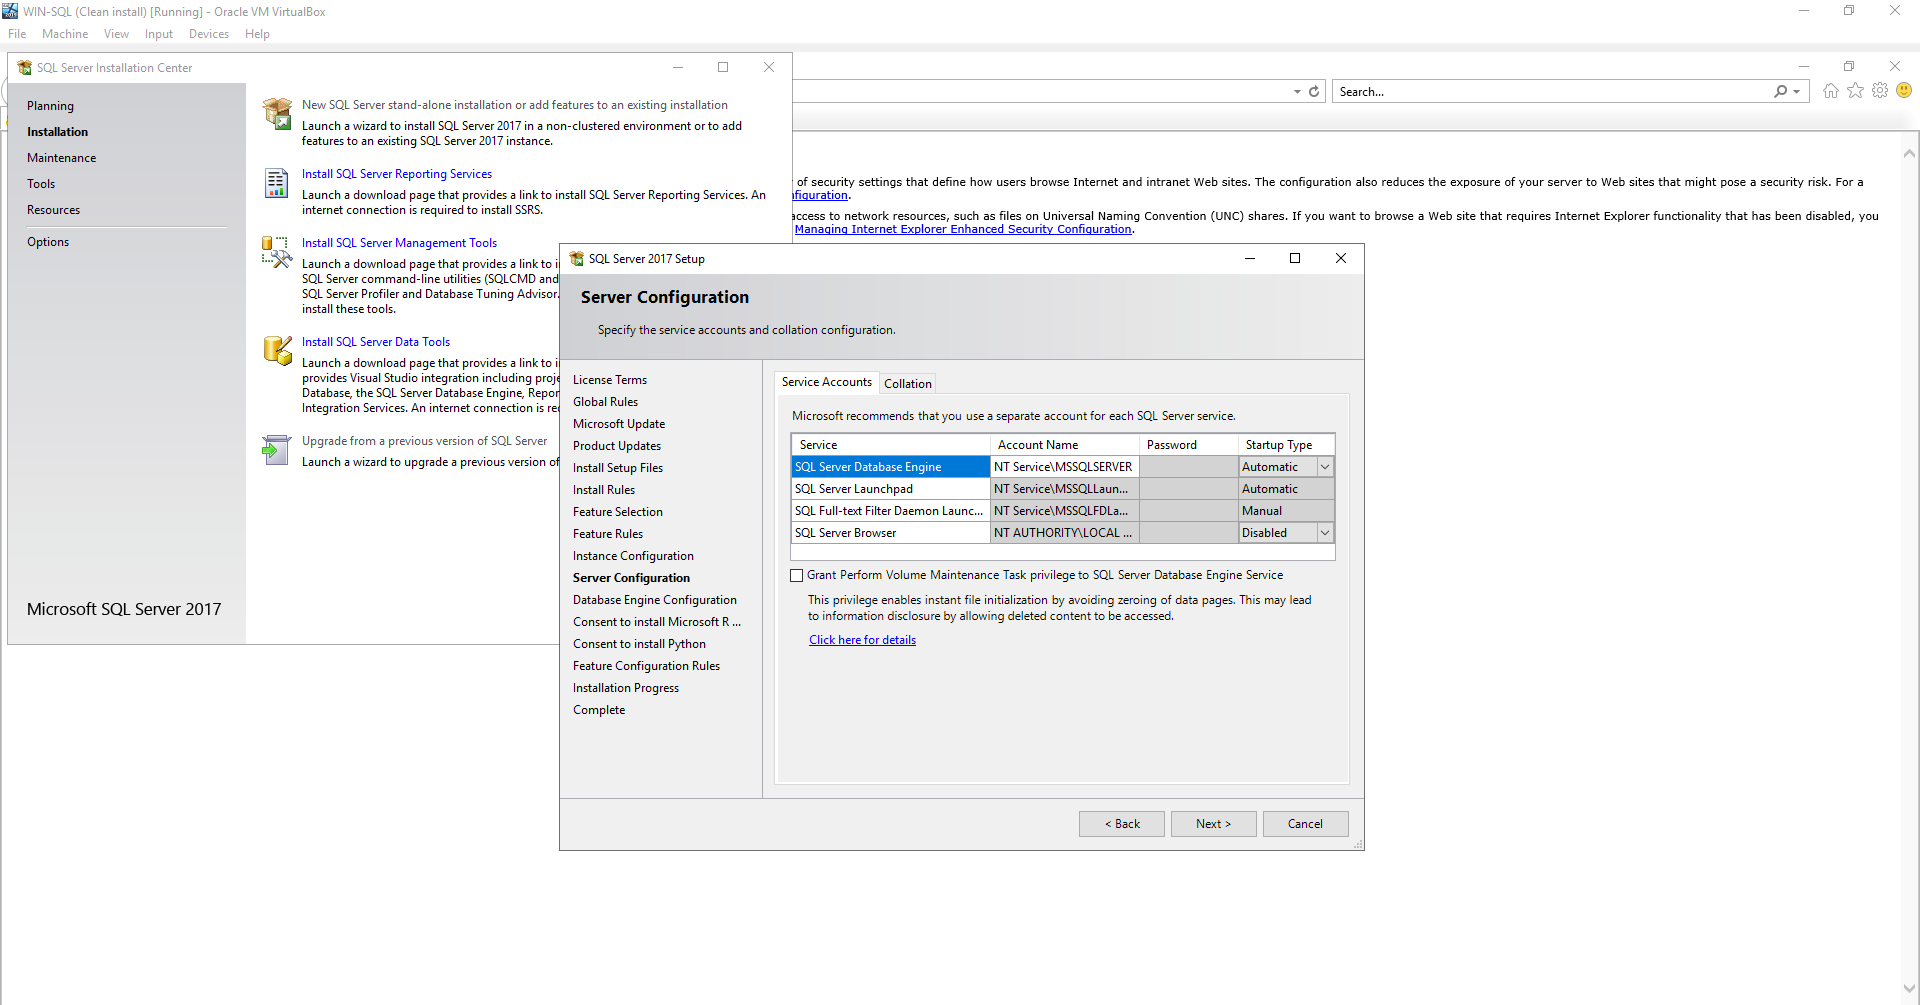 WIN-SQL (Clean install) [Running] - Oracle VM VirtualBox
File Machine View Input Devices Help
SQL Server Installation Center
Planning
Installation
Maintenance
Tools
Resources
Options
Microsoft SQL Server 2017
New SQL Server stand-alone installation or add features to an existing installation
Launch a wizard to install SQL Server 2017 in a non-clustered environment or to add
features to an existing SQL Server 2017 instance.
Install SQL Server Reporting Services
Launch a download page that provides a link to install SQL Server Reporting Services. An
internet connection is required to install SSRS.
Install SQL Server Management Tools
Launch a download page that provides a link to i
SQL Server command-line utilities (SQLCMD and
SQL Server Profiler and Database Tuning Advisor.
install these tools.
Install SQL Server Data Tools
Launch a download page that provides a link to i
provides Visual Studio integration including proje
Database, the SQL Server Database Engine, Repor
Integration Services. An internet connection is re
Upgrade from a previous version of SQL Server
Launch a wizard to upgrade a previous version of
Search...
of security settings that define how users browse Internet and intranet Web sites. The configuration also reduces the exposure of your server to Web sites that might pose a security risk. For a
figuration.
access to network resources, such as files on Universal Naming Convention (UNC) shares. If you want to browse a Web site that requires Internet Explorer functionality that has been disabled, you
Managing Internet Explorer Enhanced Security Configuration.
SQL Server 2017 Setup
Server Configuration
Specify the service accounts and collation configuration.
License Terms
Global Rules
Microsoft Update
Product Updates
Install Setup Files
Install Rules
Feature Selection
Feature Rules
Instance Configuration
Server Configuration
Database Engine Configuration
Consent to install Microsoft R ...
Consent to install Python
Feature Configuration Rules
Installation Progress
Complete
Service Accounts Collation
Microsoft recommends that you use a separate account for each SQL Server service.
Service Account Name Password Startup Type
SQL Server Database Engine NT Service\MSSQLSERVER Automatic
SQL Server Launchpad NT Service\MSSQLLaun... Automatic
SQL Full-text Filter Daemon Launc... NT Service\MSSQLFDLa... Manual
SQL Server Browser NT AUTHORITY\LOCAL ... Disabled
Grant Perform Volume Maintenance Task privilege to SQL Server Database Engine Service
This privilege enables instant file initialization by avoiding zeroing of data pages. This may lead
to information disclosure by allowing deleted content to be accessed.
Click here for details
< Back Next > Cancel